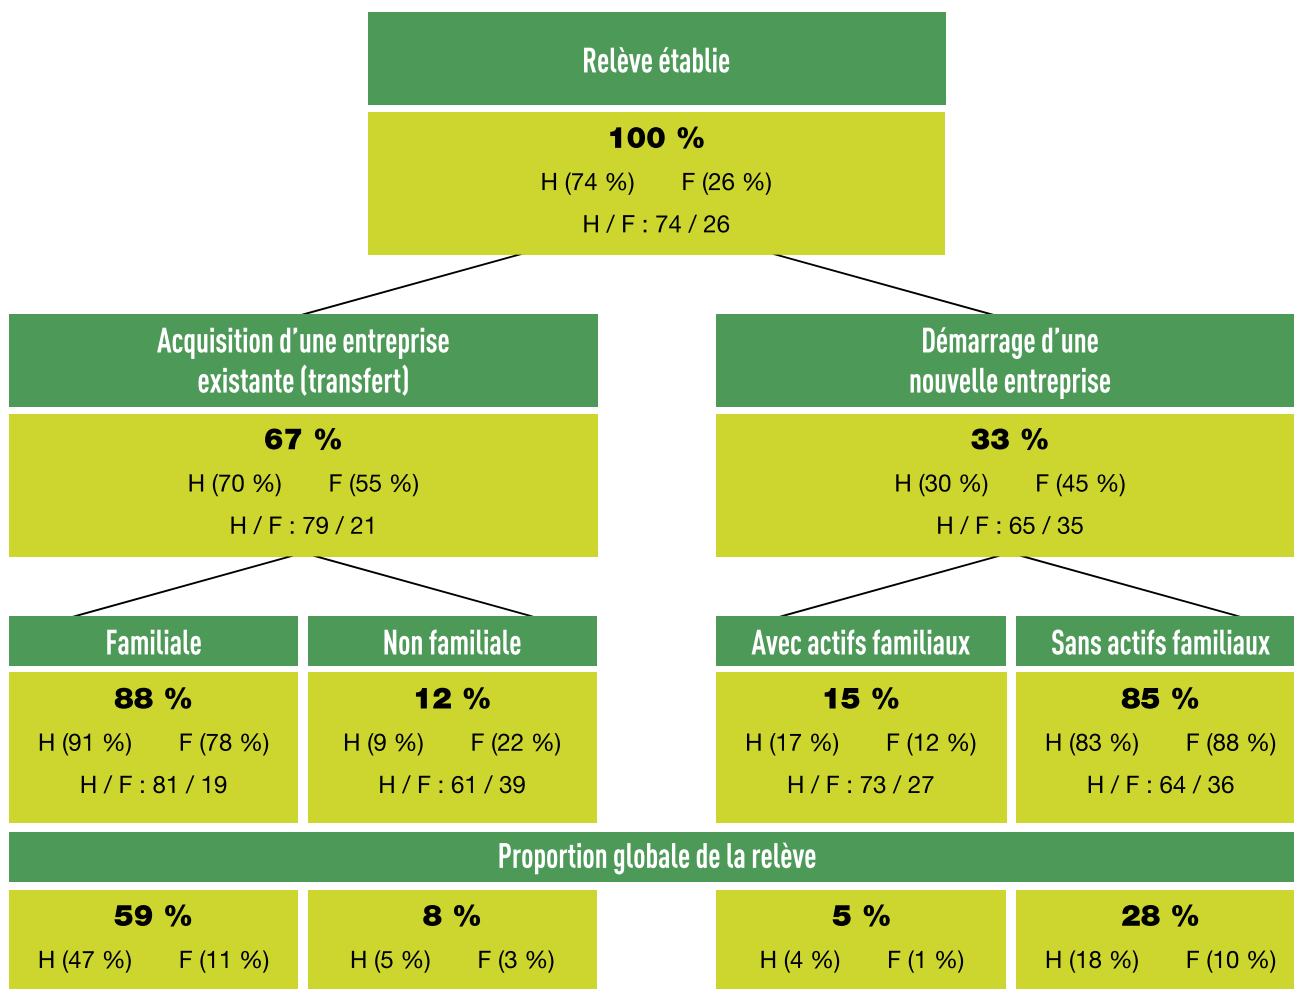 Relève établie
100 %
H (74 %) F (26 %)
H / F : 74 / 26
Acquisition d’une entreprise
existante (transfert)
67 %
H (70 %) F (55 %)
H / F : 79 / 21
Démarrage d’une
nouvelle entreprise
33 %
H (30 %) F (45 %)
H / F : 65 / 35
Familiale
88 %
H (91 %) F (78 %)
H / F : 81 / 19
Non familiale
12 %
H (9 %) F (22 %)
H / F : 61 / 39
Avec actifs familiaux
15 %
H (17 %) F (12 %)
H / F : 73 / 27
Sans actifs familiaux
85 %
H (83 %) F (88 %)
H / F : 64 / 36
Proportion globale de la relève
59 %
H (47 %) F (11 %)
8 %
H (5 %) F (3 %)
5 %
H (4 %) F (1 %)
28 %
H (18 %) F (10 %)